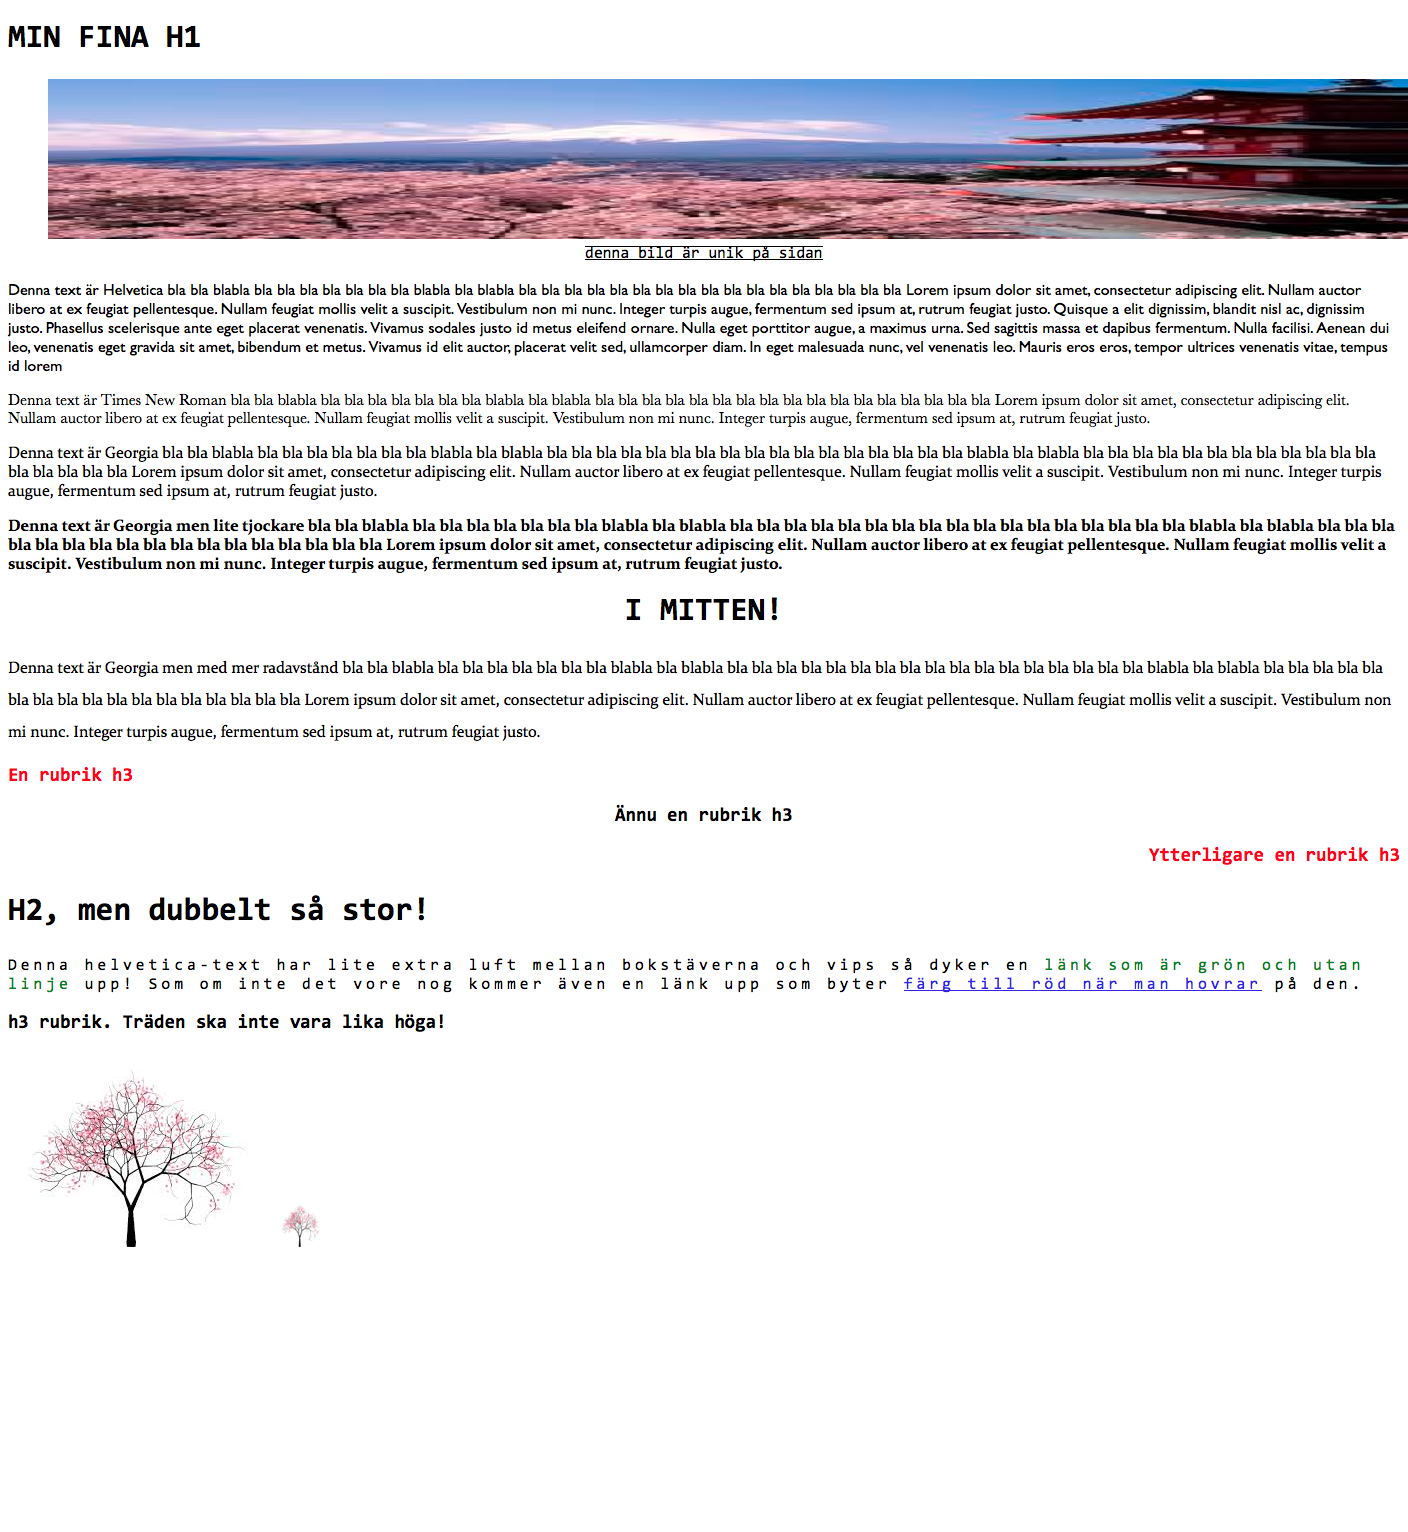 MIN FINA H1
denna bild är unik på sidan
Denna text är Helvetica bla bla blabla bla bla bla bla bla bla bla blabla bla blabla bla bla bla bla bla bla bla bla bla bla bla bla bla bla bla bla bla Lorem ipsum dolor sit amet, consectetur adipiscing elit. Nullam auctor
libero at ex feugiat pellentesque. Nullam feugiat mollis velit a suscipit. Vestibulum non mi nunc. Integer turpis augue, fermentum sed ipsum at, rutrum feugiat justo. Quisque a elit dignissim, blandit nisl ac, dignissim
justo. Phasellus scelerisque ante eget placerat venenatis. Vivamus sodales justo id metus eleifend ornare. Nulla eget porttitor augue, a maximus urna. Sed sagittis massa et dapibus fermentum. Nulla facilisi. Aenean dui
leo, venenatis eget gravida sit amet, bibendum et metus. Vivamus id elit auctor, placerat velit sed, ullamcorper diam. In eget malesuada nunc, vel venenatis leo. Mauris eros eros, tempor ultrices venenatis vitae, tempus
id lorem
Denna text är Times New Roman bla bla blabla bla bla bla bla bla bla bla blabla bla blabla bla bla bla bla bla bla bla bla bla bla bla bla bla bla bla bla bla Lorem ipsum dolor sit amet, consectetur adipiscing elit.
Nullam auctor libero at ex feugiat pellentesque. Nullam feugiat mollis velit a suscipit. Vestibulum non mi nunc. Integer turpis augue, fermentum sed ipsum at, rutrum feugiat justo.
Denna text är Georgia bla bla blabla bla bla bla bla bla bla bla blabla bla blabla bla bla bla bla bla bla bla bla bla bla bla bla bla bla bla bla bla blabla bla blabla bla bla bla bla bla bla bla bla bla bla bla bla
bla bla bla bla bla Lorem ipsum dolor sit amet, consectetur adipiscing elit. Nullam auctor libero at ex feugiat pellentesque. Nullam feugiat mollis velit a suscipit. Vestibulum non mi nunc. Integer turpis
augue, fermentum sed ipsum at, rutrum feugiat justo.
Denna text är Georgia men lite tjockare bla bla blabla bla bla bla bla bla bla bla blabla bla blabla bla bla bla bla bla bla bla bla bla bla bla bla bla bla bla bla bla blabla bla blabla bla bla bla
bla bla bla bla bla bla bla bla bla bla bla bla bla bla Lorem ipsum dolor sit amet, consectetur adipiscing elit. Nullam auctor libero at ex feugiat pellentesque. Nullam feugiat mollis velit a
suscipit. Vestibulum non mi nunc. Integer turpis augue, fermentum sed ipsum at, rutrum feugiat justo.
I MITTEN!
Denna text är Georgia men med mer radavstånd bla bla blabla bla bla bla bla bla bla bla blabla bla blabla bla bla bla bla bla bla bla bla bla bla bla bla bla bla bla bla bla blabla bla blabla bla bla bla bla bla
bla bla bla bla bla bla bla bla bla bla bla bla Lorem ipsum dolor sit amet, consectetur adipiscing elit. Nullam auctor libero at ex feugiat pellentesque. Nullam feugiat mollis velit a suscipit. Vestibulum non
mi nunc. Integer turpis augue, fermentum sed ipsum at, rutrum feugiat justo.
En rubrik h3
Ännu en rubrik h3
Ytterligare en rubrik h3
H2, men dubbelt så stor!
Denna helvetica-text har lite extra luft mellan bokstäverna och vips så dyker en länk som är grön och utan
linje upp! Som om inte det vore nog kommer även en länk upp som byter färg till röd när man hovrar på den.
h3 rubrik. Träden ska inte vara lika höga!